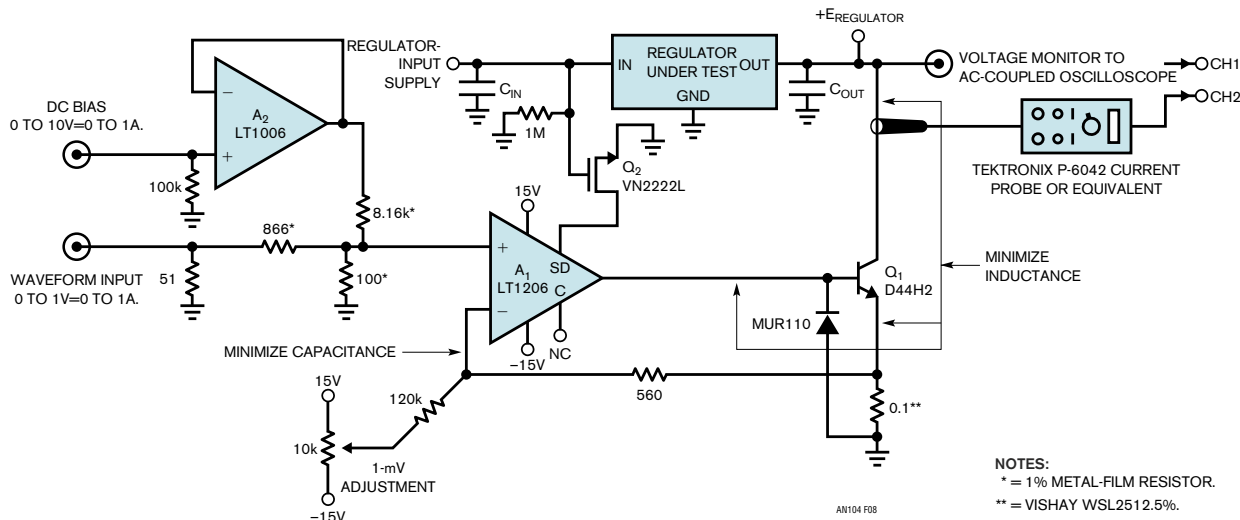 +E_REGULATOR
REGULATOR-
INPUT
SUPPLY
C_IN
IN
REGULATOR
UNDER TEST
OUT
GND
C_OUT
VOLTAGE MONITOR TO
AC-COUPLED OSCILLOSCOPE
CH1
CH2
TEKTRONIX P-6042 CURRENT
PROBE OR EQUIVALENT
DC BIAS
0 TO 10V=0 TO 1A.
−
+
A2
LT1006
100k
1M
Q2
VN2222L
8.16k*
866*
WAVEFORM INPUT
0 TO 1V=0 TO 1A.
51
100*
15V
+
−
A1
LT1206
SD
C
−15V
NC
Q1
D44H2
MINIMIZE
INDUCTANCE
MUR110
MINIMIZE CAPACITANCE
560
0.1**
15V
120k
10k
1-mV
ADJUSTMENT
−15V
AN104 F08
NOTES:
* = 1% METAL-FILM RESISTOR.
** = VISHAY WSL2512.5%.